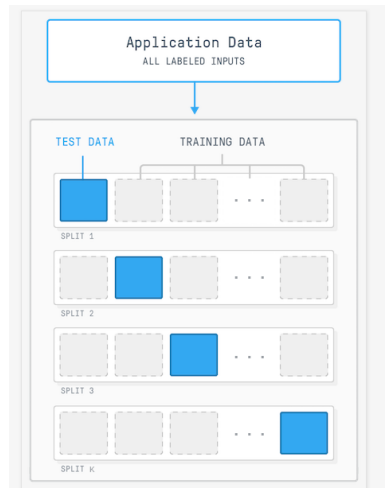 Application Data
ALL LABELED INPUTS
TEST DATA
TRAINING DATA
. . .
SPLIT 1
. . .
SPLIT 2
. . .
SPLIT 3
. . .
SPLIT K